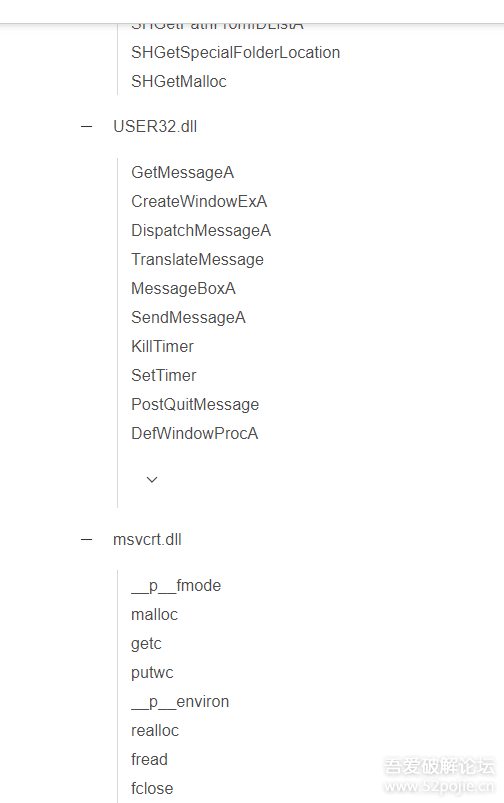 SHGetPathFromIDListA
SHGetSpecialFolderLocation
SHGetMalloc
USER32.dll
GetMessageA
CreateWindowExA
DispatchMessageA
TranslateMessage
MessageBoxA
SendMessageA
KillTimer
SetTimer
PostQuitMessage
DefWindowProcA
msvcrt.dll
__p__fmode
malloc
getc
putwc
__p__environ
realloc
fread
fclose
吾爱破解论坛
www.52pojie.cn